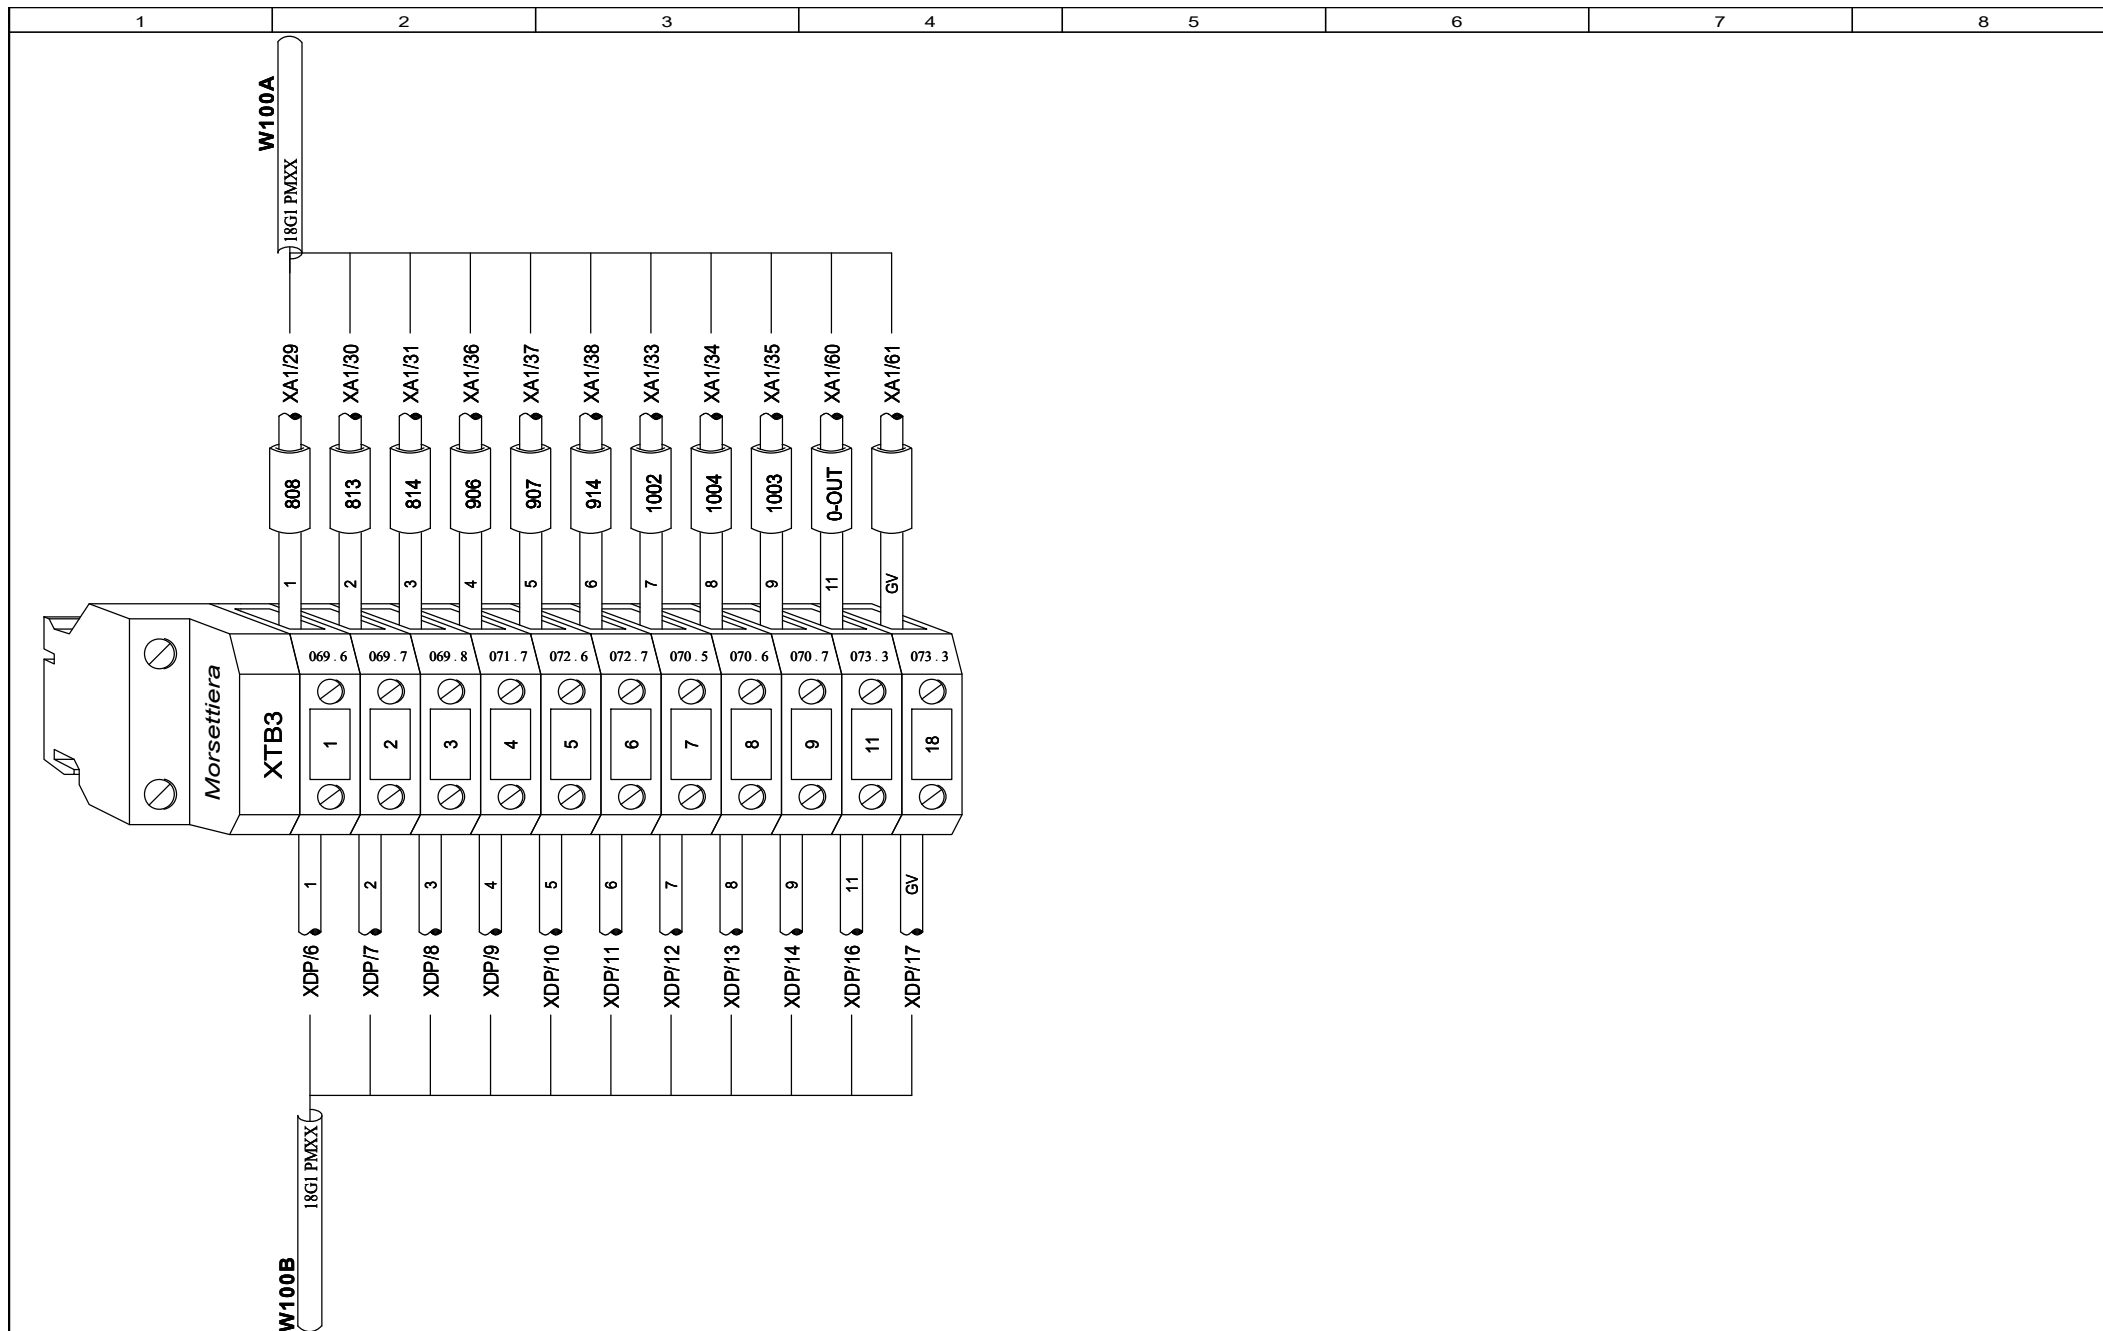 1 2 3 4 5 6 7 8
W100A
18G1 PMXX
XA1/29 XA1/30 XA1/31 XA1/36 XA1/37 XA1/38 XA1/33 XA1/34 XA1/35 XA1/60 XA1/61
808 813 814 906 907 914 1002 1004 1003 0-OUT
1 2 3 4 5 6 7 8 9 11 GV
069.6 069.7 069.8 071.7 072.6 072.7 070.5 070.6 070.7 073.3 073.3
Morsettiera
XTB3
1 2 3 4 5 6 7 8 9 11 18
1 2 3 4 5 6 7 8 9 11 GV
XDP/6 XDP/7 XDP/8 XDP/9 XDP/10 XDP/11 XDP/12 XDP/13 XDP/14 XDP/16 XDP/17
18G1 PMXX
W100B